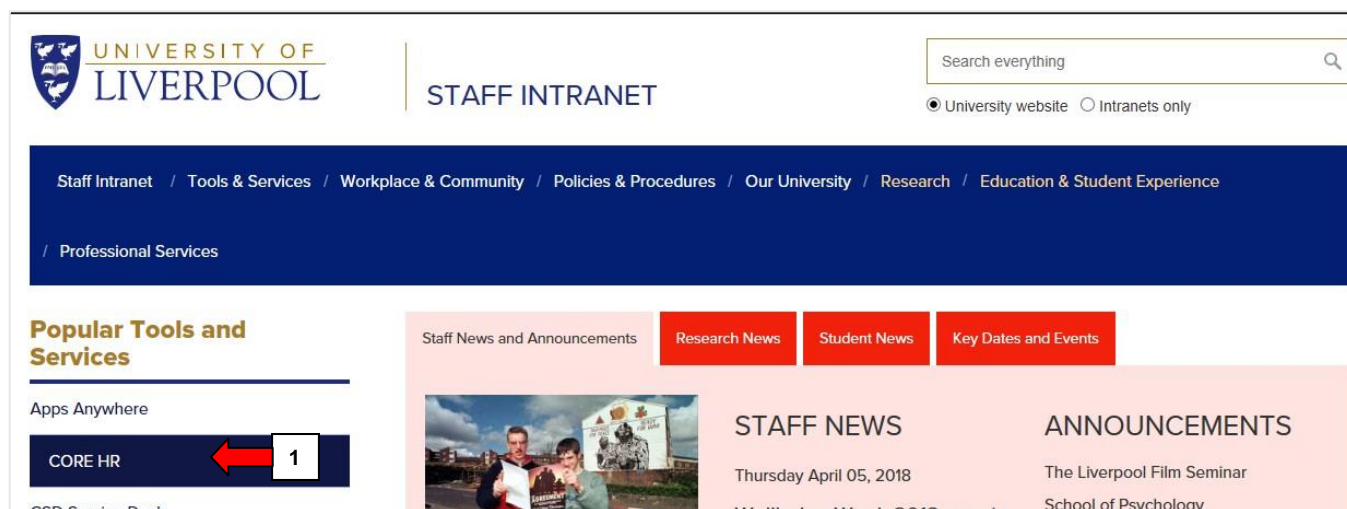 UNIVERSITY OF
LIVERPOOL
STAFF INTRANET
Search everything
University website Intranets only
Staff Intranet / Tools & Services / Workplace & Community / Policies & Procedures / Our University / Research / Education & Student Experience
/ Professional Services
Popular Tools and
Services
Apps Anywhere
CORE HR
1
Staff News and Announcements Research News Student News Key Dates and Events
AGREEMENT
STAFF NEWS
Thursday April 05, 2018
ANNOUNCEMENTS
The Liverpool Film Seminar
School of Psychology